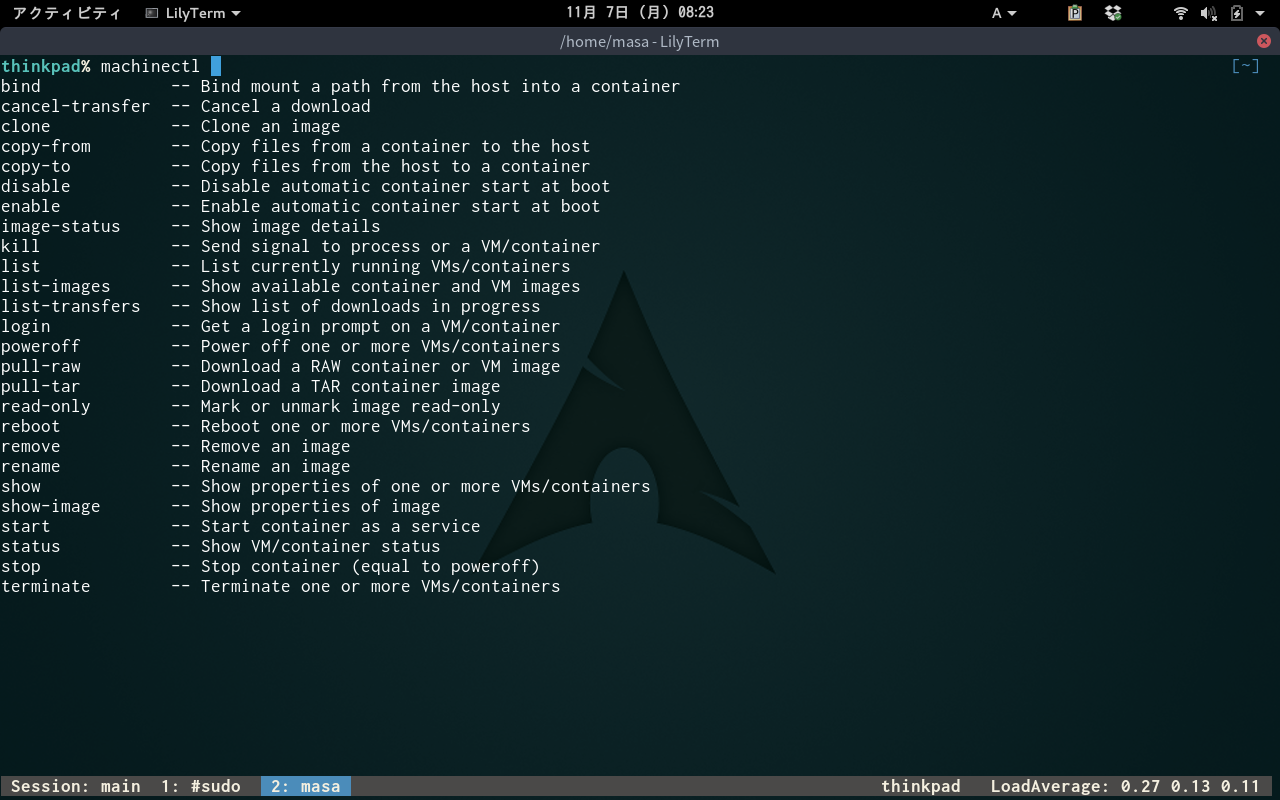 アクティビティ LilyTerm 11月 7日 (月) 08:23 A
/home/masa - LilyTerm
thinkpad% machinectl [~]
bind -- Bind mount a path from the host into a container
cancel-transfer -- Cancel a download
clone -- Clone an image
copy-from -- Copy files from a container to the host
copy-to -- Copy files from the host to a container
disable -- Disable automatic container start at boot
enable -- Enable automatic container start at boot
image-status -- Show image details
kill -- Send signal to process or a VM/container
list -- List currently running VMs/containers
list-images -- Show available container and VM images
list-transfers -- Show list of downloads in progress
login -- Get a login prompt on a VM/container
poweroff -- Power off one or more VMs/containers
pull-raw -- Download a RAW container or VM image
pull-tar -- Download a TAR container image
read-only -- Mark or unmark image read-only
reboot -- Reboot one or more VMs/containers
remove -- Remove an image
rename -- Rename an image
show -- Show properties of one or more VMs/containers
show-image -- Show properties of image
start -- Start container as a service
status -- Show VM/container status
stop -- Stop container (equal to poweroff)
terminate -- Terminate one or more VMs/containers
Session: main 1: #sudo 2: masa thinkpad LoadAverage: 0.27 0.13 0.11